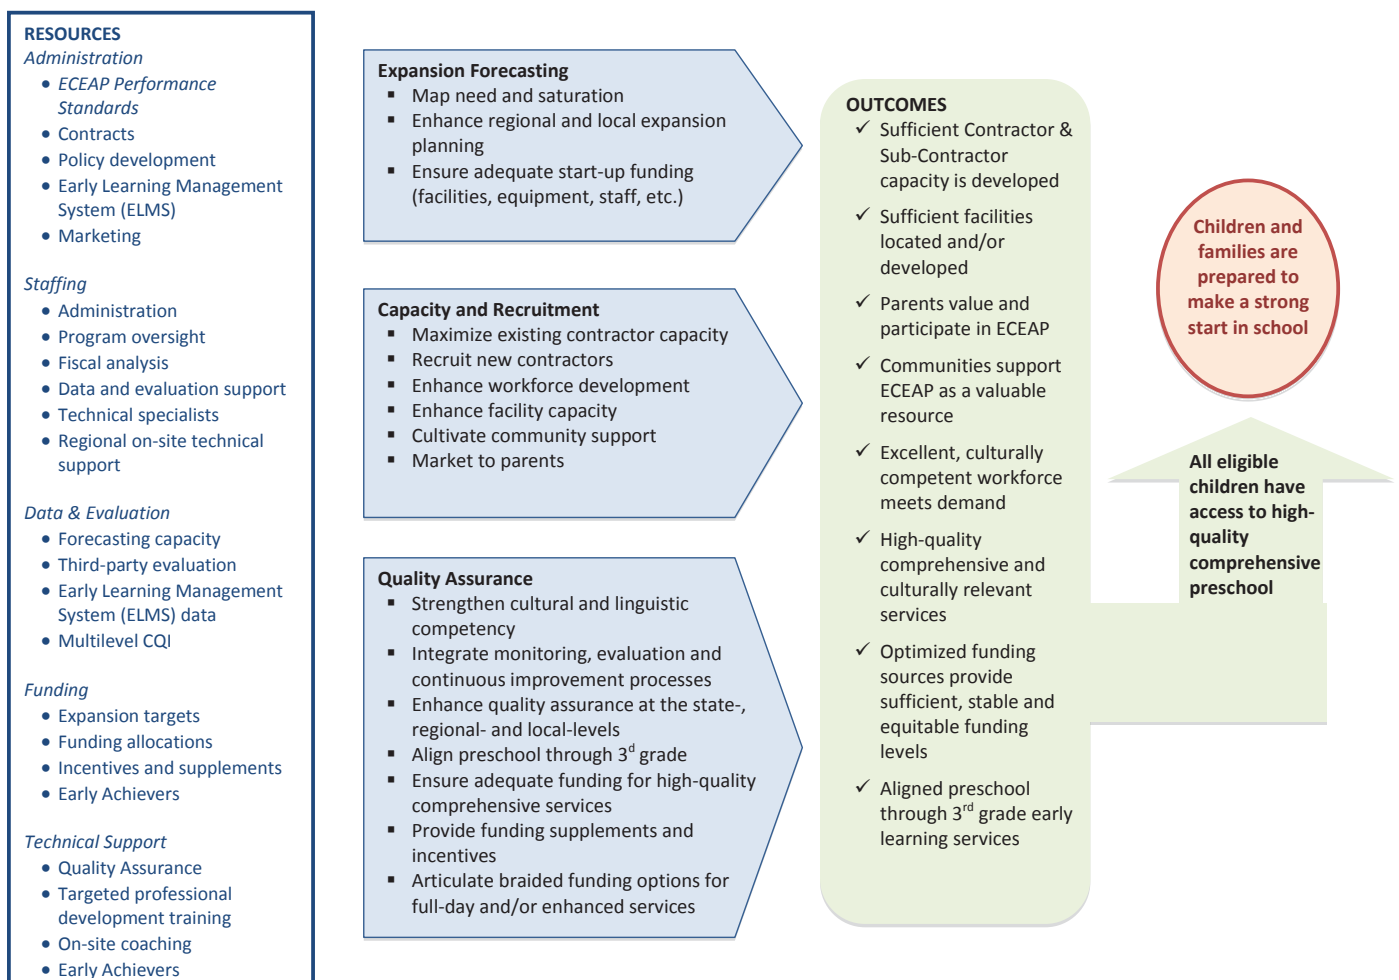 RESOURCES
Administration
• ECEAP Performance
Standards
• Contracts
• Policy development
• Early Learning Management
System (ELMS)
• Marketing
Staffing
• Administration
• Program oversight
• Fiscal analysis
• Data and evaluation support
• Technical specialists
• Regional on-site technical
support
Data & Evaluation
• Forecasting capacity
• Third-party evaluation
• Early Learning Management
System (ELMS) data
• Multilevel CQI
Funding
• Expansion targets
• Funding allocations
• Incentives and supplements
• Early Achievers
Technical Support
• Quality Assurance
• Targeted professional
development training
• On-site coaching
• Early Achievers
Expansion Forecasting
▪ Map need and saturation
▪ Enhance regional and local expansion
planning
▪ Ensure adequate start-up funding
(facilities, equipment, staff, etc.)
Capacity and Recruitment
▪ Maximize existing contractor capacity
▪ Recruit new contractors
▪ Enhance workforce development
▪ Enhance facility capacity
▪ Cultivate community support
▪ Market to parents
Quality Assurance
▪ Strengthen cultural and linguistic
competency
▪ Integrate monitoring, evaluation and
continuous improvement processes
▪ Enhance quality assurance at the state-,
regional- and local-levels
▪ Align preschool through 3d grade
▪ Ensure adequate funding for high-quality
comprehensive services
▪ Provide funding supplements and
incentives
▪ Articulate braided funding options for
full-day and/or enhanced services
OUTCOMES
✓ Sufficient Contractor &
Sub-Contractor
capacity is developed
✓ Sufficient facilities
located and/or
developed
✓ Parents value and
participate in ECEAP
✓ Communities support
ECEAP as a valuable
resource
✓ Excellent, culturally
competent workforce
meets demand
✓ High-quality
comprehensive and
culturally relevant
services
✓ Optimized funding
sources provide
sufficient, stable and
equitable funding
levels
✓ Aligned preschool
through 3rd grade early
learning services
Children and
families are
prepared to
make a strong
start in school
All eligible
children have
access to high-
quality
comprehensive
preschool